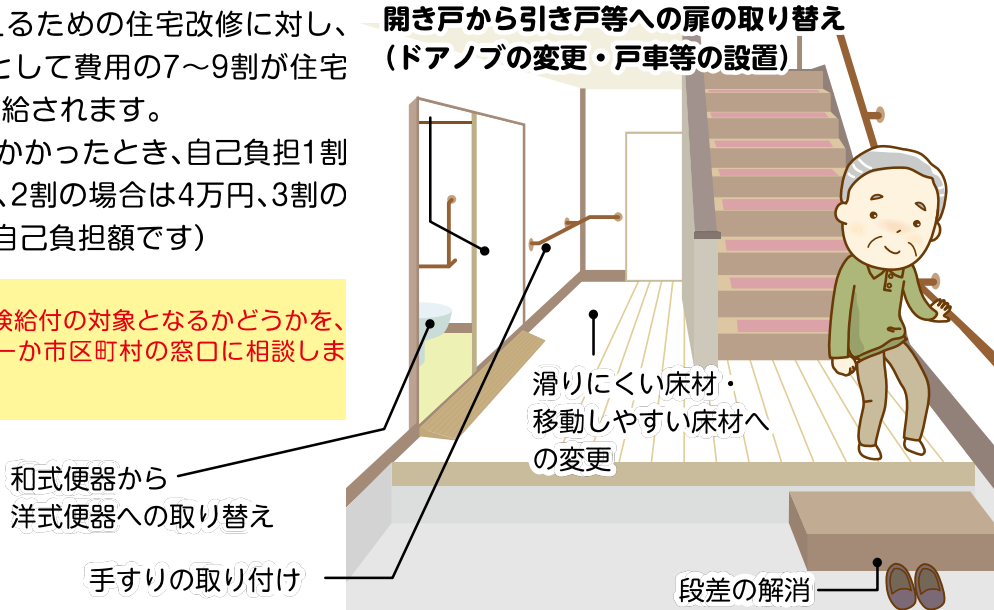 えるための住宅改修に対し、
として費用の7〜9割が住宅
給されます。
かかったとき、自己負担1割
、2割の場合は4万円、3割の
自己負担額です）
険給付の対象となるかどうかを、
ーか市区町村の窓口に相談しま
開き戸から引き戸等への扉の取り替え
（ドアノブの変更・戸車等の設置）
滑りにくい床材・
移動しやすい床材へ
の変更
和式便器から
洋式便器への取り替え
手すりの取り付け
段差の解消